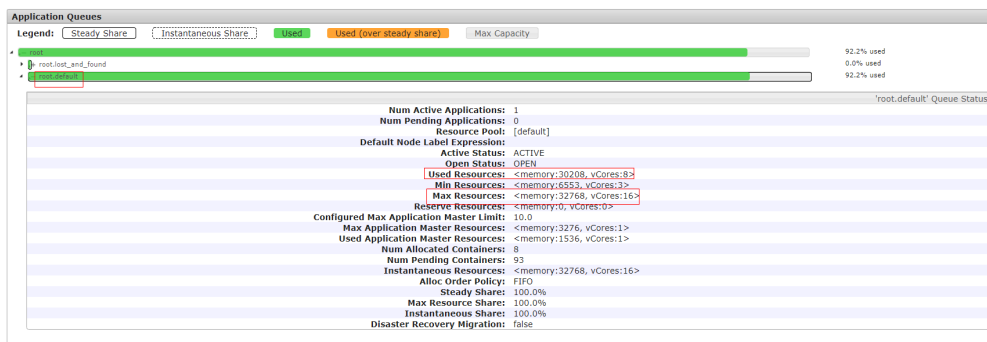 Application Queues
Legend: Steady Share Instantaneous Share Used Used (over steady share) Max Capacity
root 92.2% used
root.lost_and_found 0.0% used
root.default 92.2% used
'root.default' Queue Status
Num Active Applications: 1
Num Pending Applications: 0
Resource Pool: [default]
Default Node Label Expression:
Active Status: ACTIVE
Open Status: OPEN
Used Resources: <memory:30208, vCores:8>
Min Resources: <memory:6553, vCores:3>
Max Resources: <memory:32768, vCores:16>
Reserve Resources: <memory:0, vCores:0>
Configured Max Application Master Limit: 10.0
Max Application Master Resources: <memory:3276, vCores:1>
Used Application Master Resources: <memory:1536, vCores:1>
Num Allocated Containers: 8
Num Pending Containers: 93
Instantaneous Resources: <memory:32768, vCores:16>
Alloc Order Policy: FIFO
Steady Share: 100.0%
Max Resource Share: 100.0%
Instantaneous Share: 100.0%
Disaster Recovery Migration: false